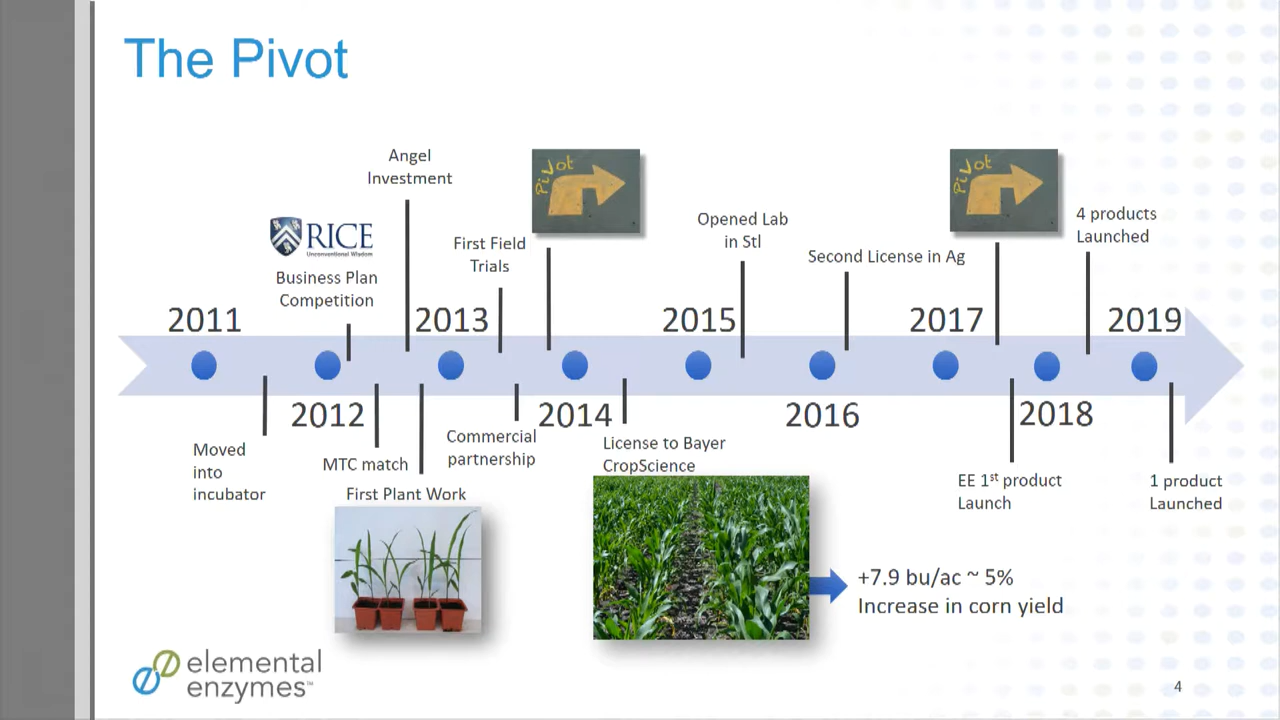 The Pivot
Angel
Investment
Pivot
Pivot
RICE
Unconventional Wisdom
Business Plan
Competition
First Field
Trials
Opened Lab
in Stl
Second License in Ag
4 products
Launched
2011
2013
2015
2017
2019
2012
2014
2016
2018
Moved
into
incubator
MTC match
First Plant Work
Commercial
partnership
License to Bayer
CropScience
EE 1st product
Launch
1 product
Launched
+7.9 bu/ac ~ 5%
Increase in corn yield
elemental
enzymes™
4